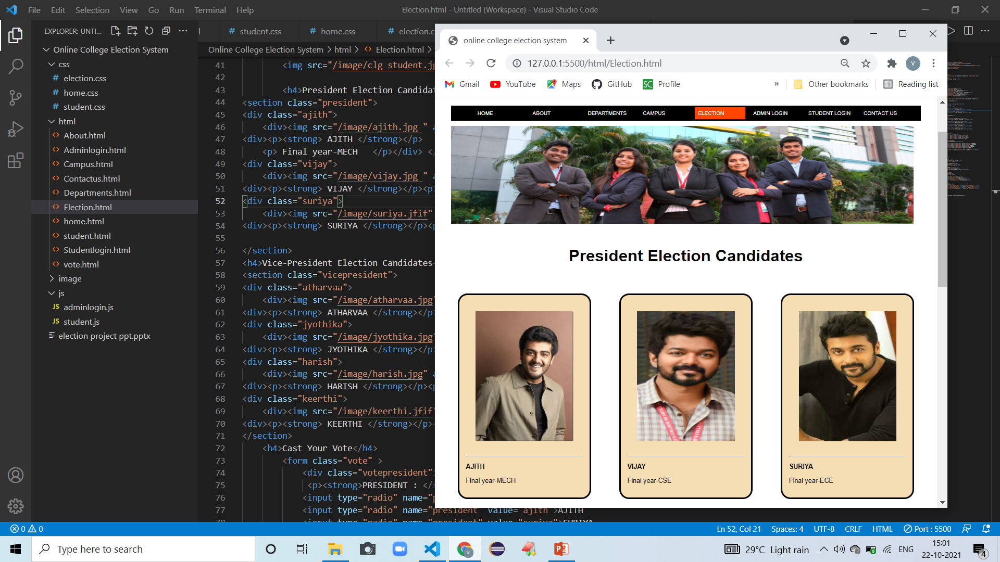 File Edit Selection View Go Run Terminal Help
Election.html - Untitled (Workspace) - Visual Studio Code
EXPLORER: UNTI...
Online College Election System
css
# election.css
# home.css
# student.css
html
<> About.html
<> Adminlogin.html
<> Campus.html
<> Contactus.html
<> Departments.html
<> Election.html
<> home.html
<> student.html
<> Studentlogin.html
<> vote.html
image
js
JS adminlogin.js
JS student.js
election project ppt.pptx
# student.css # home.css # election.c
Online College Election System > html > <> Election.html >
41 <img src="/image/clg student.jp
42
43 <h4>President Election Candidat
44 <section class="president">
45 <div class="ajith">
46 <div><img src="/image/ajith.jpg " a
47 <div><p><strong> AJITH </strong></p>
48 <p> Final year-MECH </p></div> </
49 <div class="vijay">
50 <div><img src="/image/vijay.jpg " a
51 <div><p><strong> VIJAY </strong></p><p>
52 <div class="suriya">
53 <div><img src="/image/suriya.jfif"
54 <div><p><strong> SURIYA </strong></p><p
55
56 </section>
57 <h4>Vice-President Election Candidates<
58 <section class="vicepresident">
59 <div class="atharvaa">
60 <div><img src="/image/atharvaa.jpg"
61 <div><p><strong> ATHARVAA </strong></p>
62 <div class="jyothika">
63 <div><img src="/image/jyothika.jpg"
64 <div><p><strong> JYOTHIKA </strong></p>
65 <div class="harish">
66 <div><img src="/image/harish.jpg" a
67 <div><p><strong> HARISH </strong></p><p
68 <div class="keerthi">
69 <div><img src="/image/keerthi.jfif"
70 <div><p><strong> KEERTHI </strong></p><
71 </section>
72 <h4>Cast Your Vote</h4>
73 <form class="vote" >
74 <div class="votepresident">
75 <p><strong>PRESIDENT : </s
76 <input type="radio" name="p
77 <input type="radio" name="president" value="ajith">AJITH
78 <input type="radio" name="president" value="suriya">SURIYA
online college election system
127.0.0.1:5500/html/Election.html
V
Gmail YouTube Maps GitHub SC Profile » Other bookmarks Reading list
HOME ABOUT DEPARTMENTS CAMPUS ELECTION ADMIN LOGIN STUDENT LOGIN CONTACT US
President Election Candidates
AJITH
Final year-MECH
VIJAY
Final year-CSE
SURIYA
Final year-ECE
0 0
Ln 52, Col 21 Spaces: 4 UTF-8 CRLF HTML Port : 5500
Type here to search
29°C Light rain ENG
15:01
22-10-2021
4